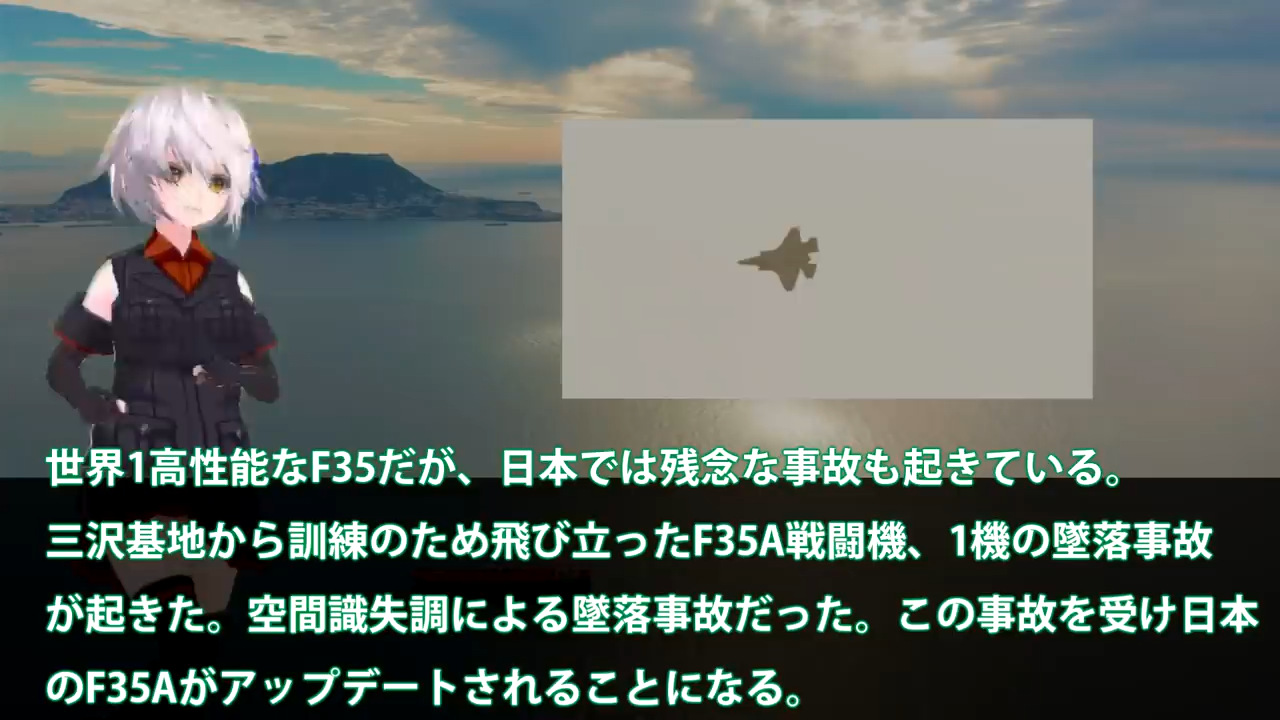 世界1高性能なF35だが、日本では残念な事故も起きている。
三沢基地から訓練のため飛び立ったF35A戦闘機、1機の墜落事故
が起きた。空間識失調による墜落事故だった。この事故を受け日本
のF35Aがアップデートされることになる。